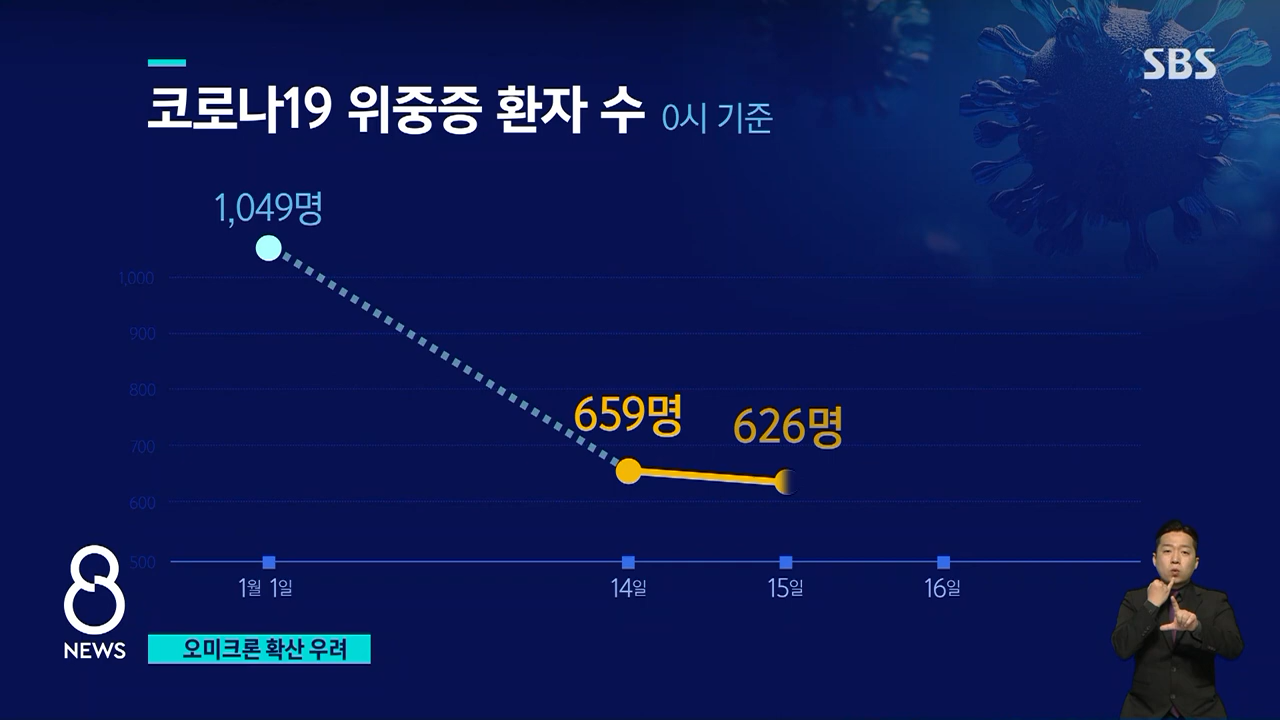 SBS
코로나19 위중증 환자 수 0시 기준
1,049명
1,000
900
800
659명
626명
700
600
500
1월 1일
14일
15일
16일
8
NEWS
오미크론 확산 우려